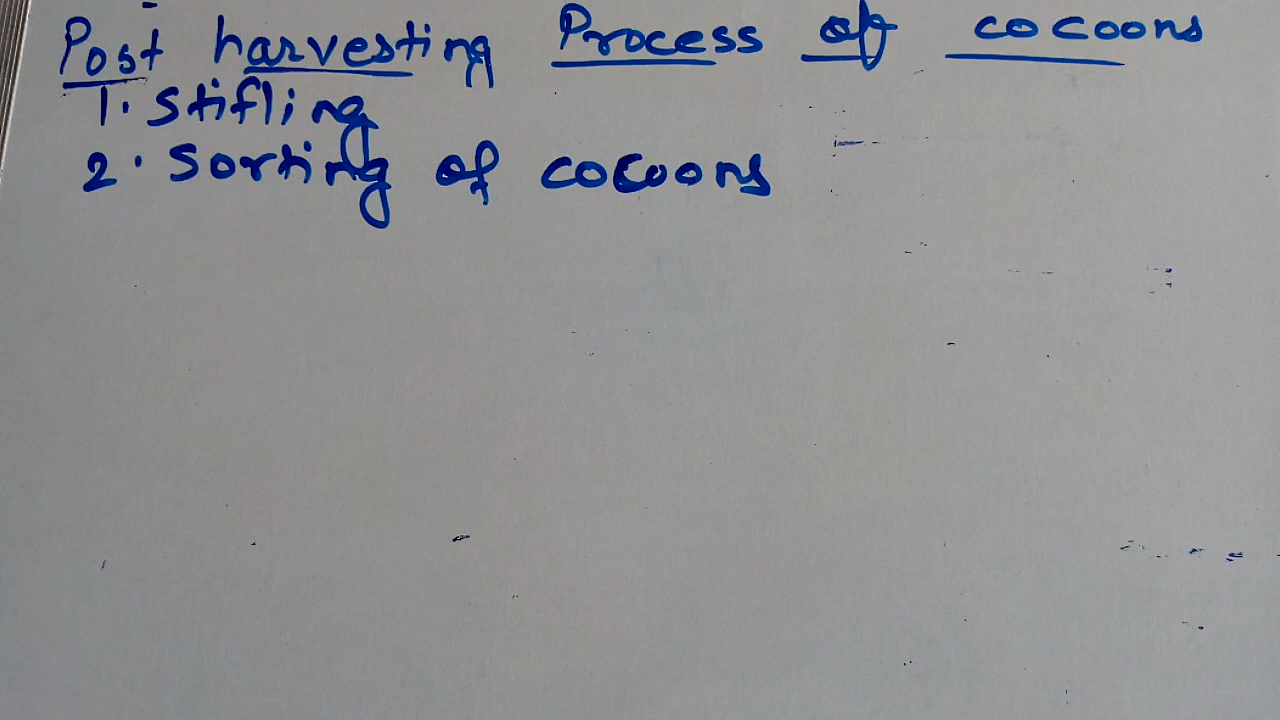 Post harvesting Process of cocoons
1. Stifling
2. Sorting of cocoons